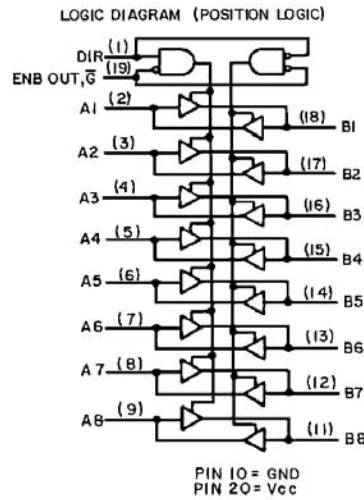 LOGIC DIAGRAM (POSITION LOGIC)
DIR (1)
ENB OUT, G̅ (19)
A1 (2)
(18) B1
A2 (3)
(17) B2
A3 (4)
(16) B3
A4 (5)
(15) B4
A5 (6)
(14) B5
A6 (7)
(13) B6
A7 (8)
(12) B7
A8 (9)
(11) B8
PIN 10 = GND
PIN 20 = Vcc